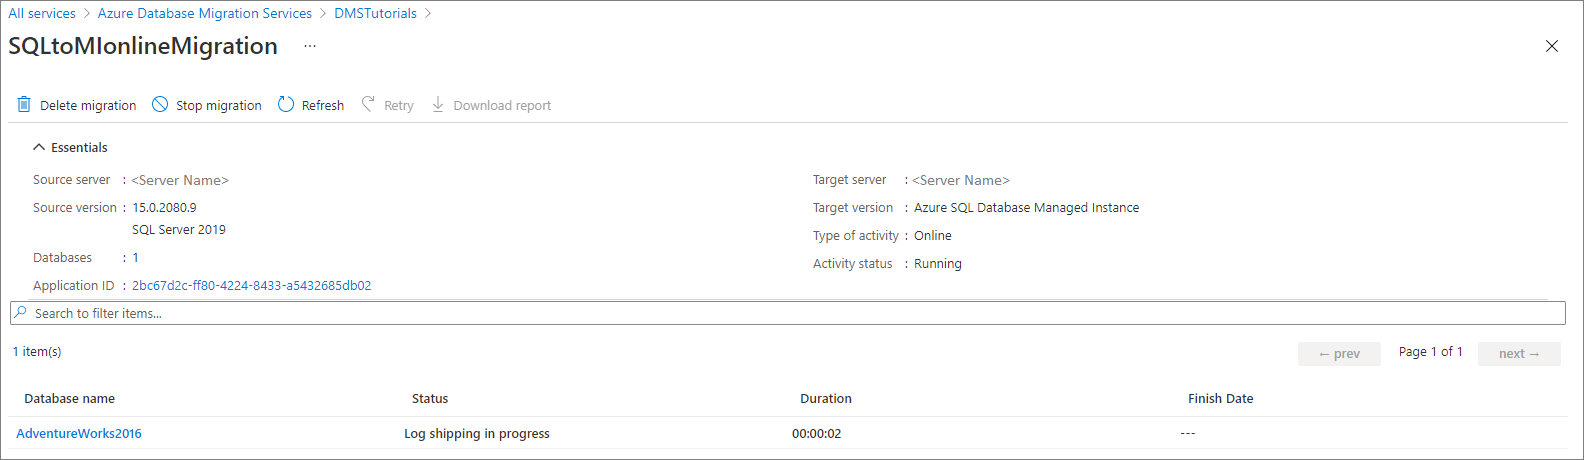 All services > Azure Database Migration Services > DMSTutorials >
SQLtoMIonlineMigration ...
Delete migration Stop migration Refresh Retry Download report
Essentials
Source server : <Server Name> Target server : <Server Name>
Source version : 15.0.2080.9 Target version : Azure SQL Database Managed Instance
SQL Server 2019
Type of activity : Online
Databases : 1
Activity status : Running
Application ID : 2bc67d2c-ff80-4224-8433-a5432685db02
Search to filter items...
1 item(s) ← prev Page 1 of 1 next →
Database name Status Duration Finish Date
AdventureWorks2016 Log shipping in progress 00:00:02 ---